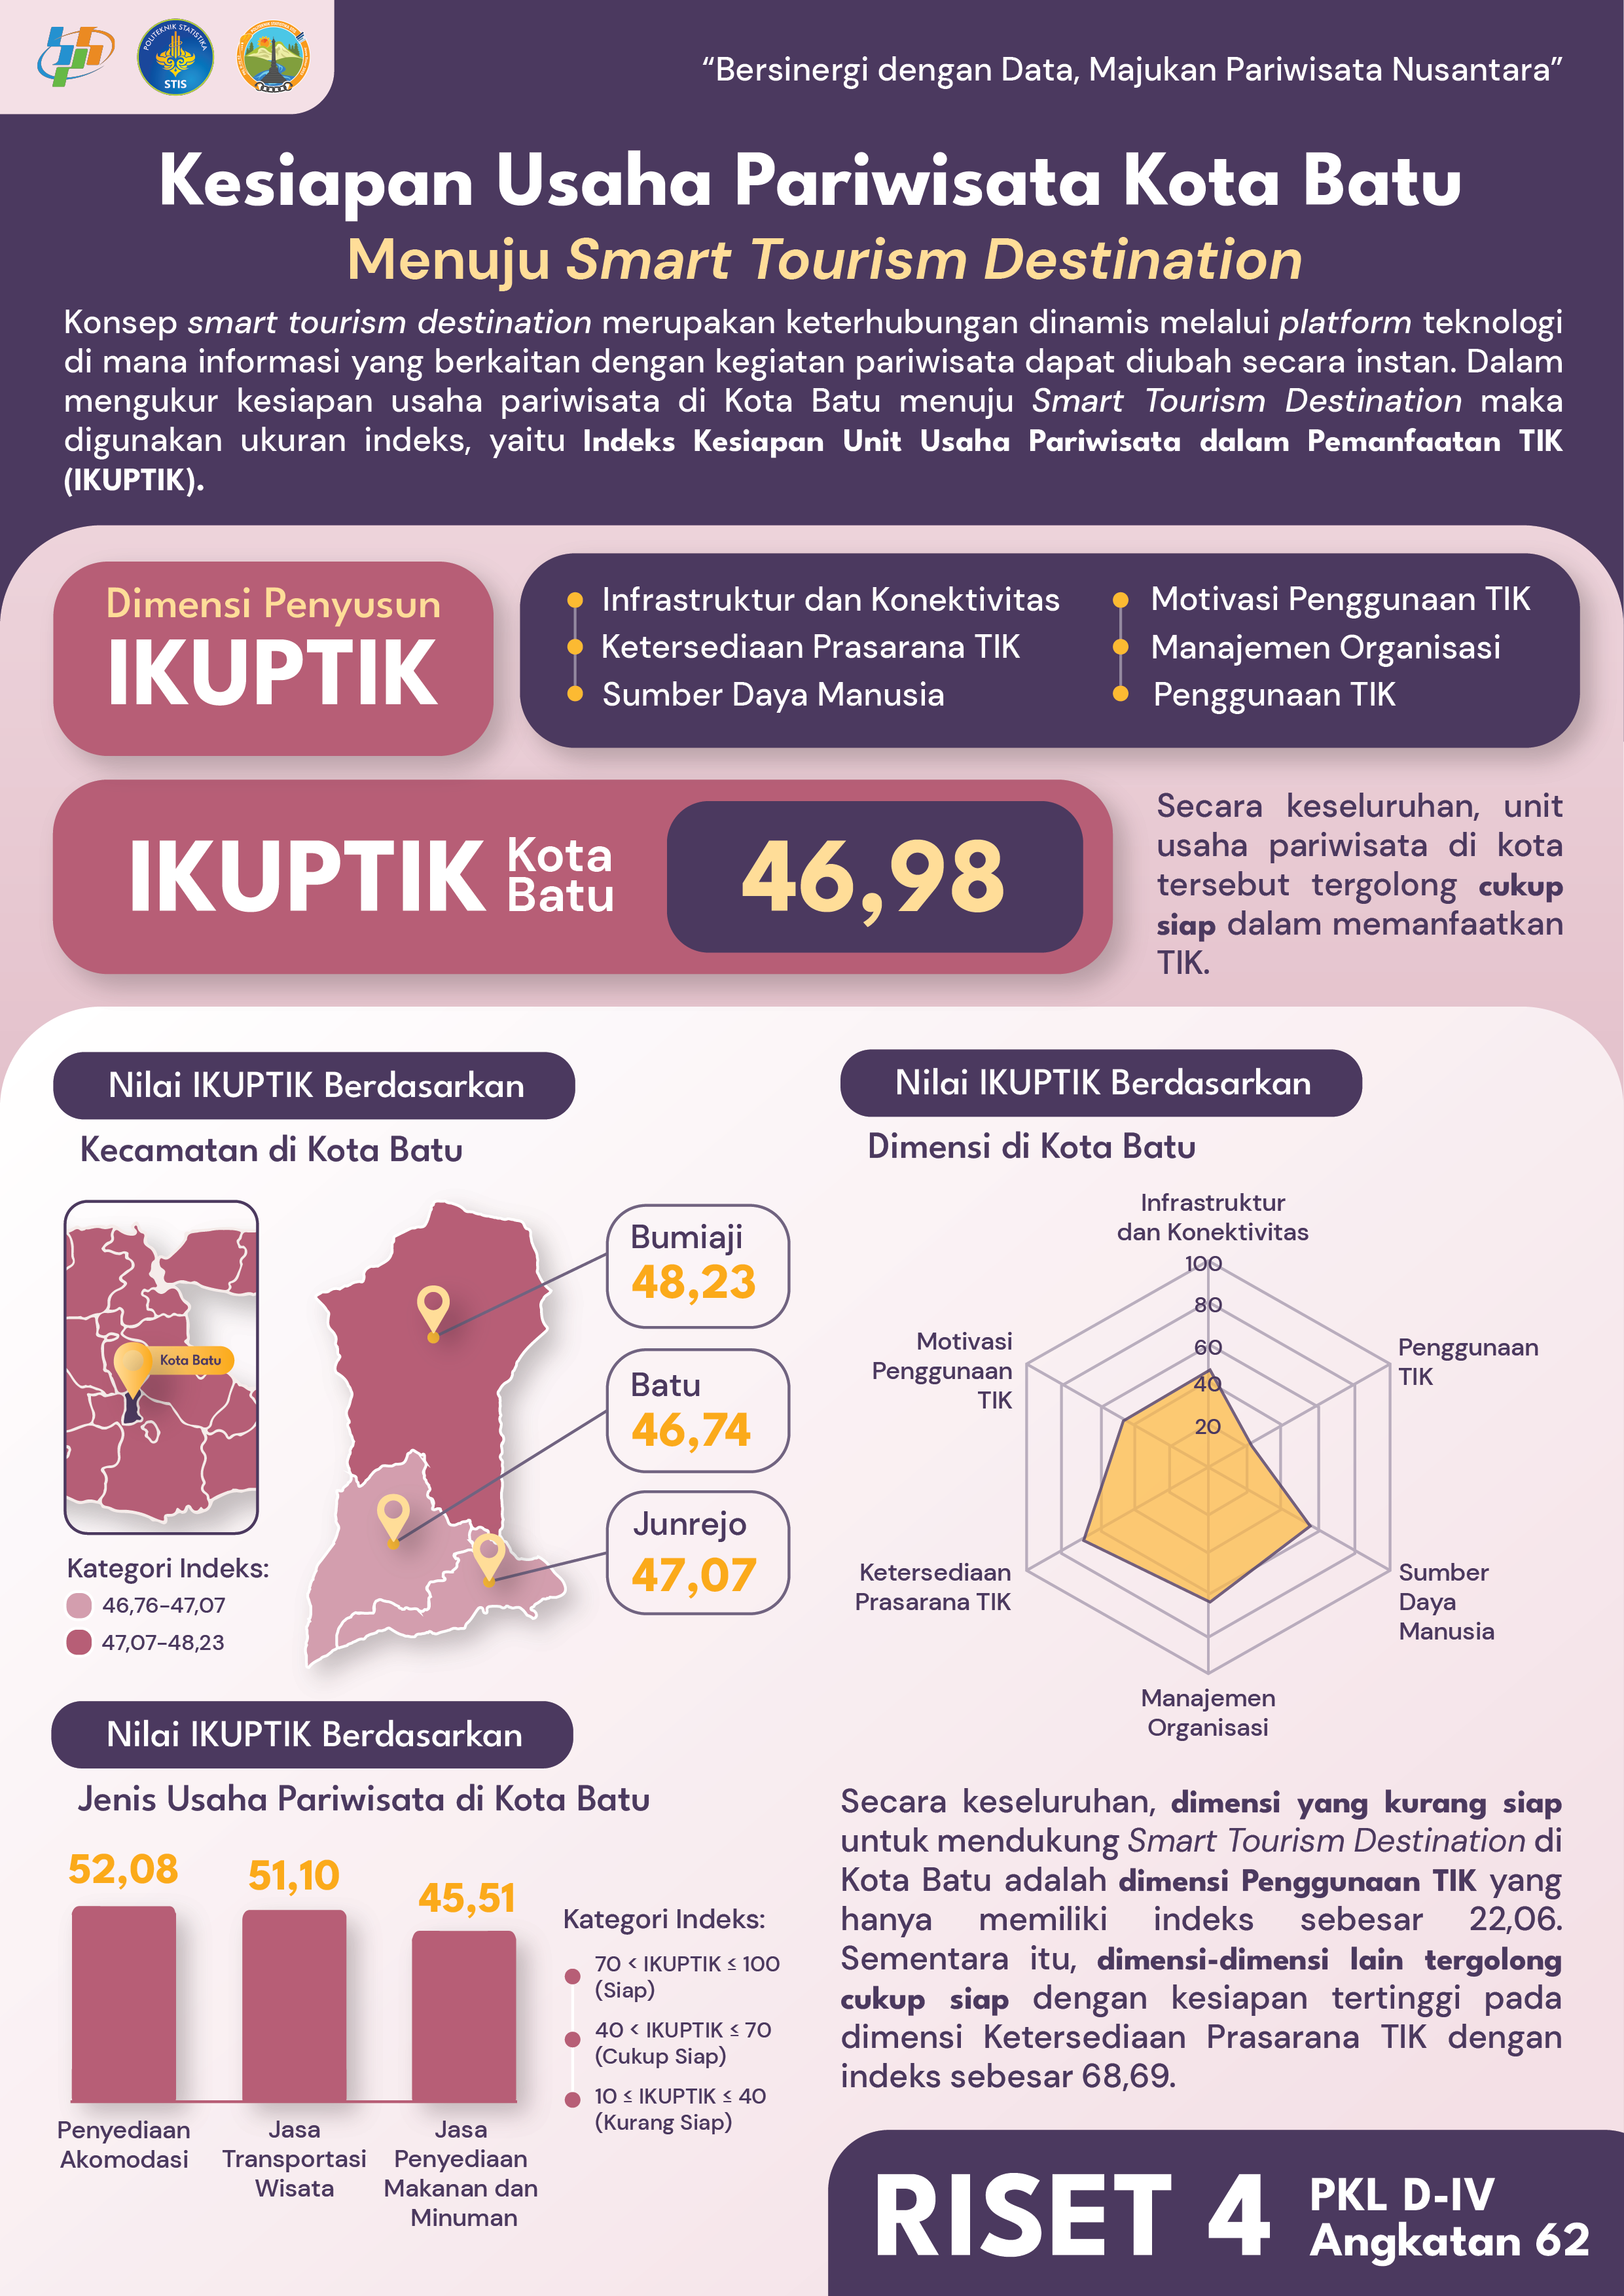 POLITEKNIK STATISTIKA
STIS
“Bersinergi dengan Data, Majukan Pariwisata Nusantara”
Kesiapan Usaha Pariwisata Kota Batu
Menuju Smart Tourism Destination
Konsep smart tourism destination merupakan keterhubungan dinamis melalui platform teknologi
di mana informasi yang berkaitan dengan kegiatan pariwisata dapat diubah secara instan. Dalam
mengukur kesiapan usaha pariwisata di Kota Batu menuju Smart Tourism Destination maka
digunakan ukuran indeks, yaitu Indeks Kesiapan Unit Usaha Pariwisata dalam Pemanfaatan TIK
(IKUPTIK).
Dimensi Penyusun
IKUPTIK
Infrastruktur dan Konektivitas
Ketersediaan Prasarana TIK
Sumber Daya Manusia
Motivasi Penggunaan TIK
Manajemen Organisasi
Penggunaan TIK
IKUPTIK Kota
Batu
46,98
Secara keseluruhan, unit
usaha pariwisata di kota
tersebut tergolong cukup
siap dalam memanfaatkan
TIK.
Nilai IKUPTIK Berdasarkan
Kecamatan di Kota Batu
Kota Batu
Kategori Indeks:
46,76-47,07
47,07-48,23
Bumiaji
48,23
Batu
46,74
Junrejo
47,07
Nilai IKUPTIK Berdasarkan
Dimensi di Kota Batu
Infrastruktur
dan Konektivitas
100
80
60
40
20
Motivasi
Penggunaan
TIK
Penggunaan
TIK
Ketersediaan
Prasarana TIK
Sumber
Daya
Manusia
Manajemen
Organisasi
Nilai IKUPTIK Berdasarkan
Jenis Usaha Pariwisata di Kota Batu
52,08
51,10
45,51
Penyediaan
Akomodasi
Jasa
Transportasi
Wisata
Jasa
Penyediaan
Makanan dan
Minuman
Kategori Indeks:
70 < IKUPTIK ≤ 100
(Siap)
40 < IKUPTIK ≤ 70
(Cukup Siap)
10 ≤ IKUPTIK ≤ 40
(Kurang Siap)
Secara keseluruhan, dimensi yang kurang siap
untuk mendukung Smart Tourism Destination di
Kota Batu adalah dimensi Penggunaan TIK yang
hanya memiliki indeks sebesar 22,06.
Sementara itu, dimensi-dimensi lain tergolong
cukup siap dengan kesiapan tertinggi pada
dimensi Ketersediaan Prasarana TIK dengan
indeks sebesar 68,69.
RISET 4
PKL D-IV
Angkatan 62